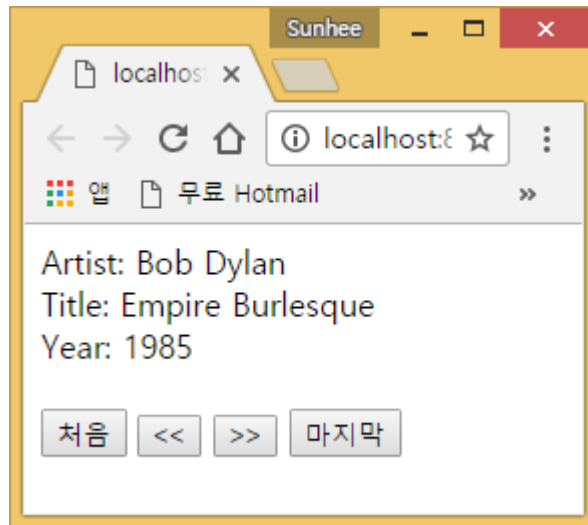 Sunhee
localhos
localhost:8
앱 무료 Hotmail »
Artist: Bob Dylan
Title: Empire Burlesque
Year: 1985
처음 << >> 마지막